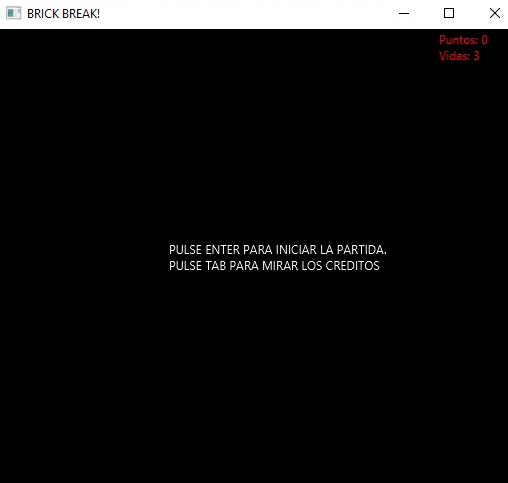 BRICK BREAK!
Puntos: 0
Vidas: 3
PULSE ENTER PARA INICIAR LA PARTIDA.
PULSE TAB PARA MIRAR LOS CREDITOS